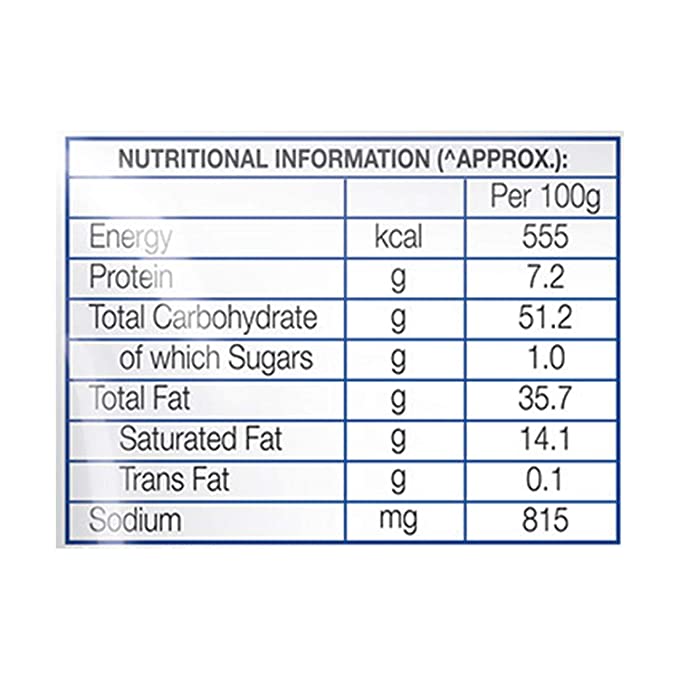 NUTRITIONAL INFORMATION (^APPROX.):
Per 100g
Energy kcal 555
Protein g 7.2
Total Carbohydrate g 51.2
of which Sugars g 1.0
Total Fat g 35.7
Saturated Fat g 14.1
Trans Fat g 0.1
Sodium mg 815